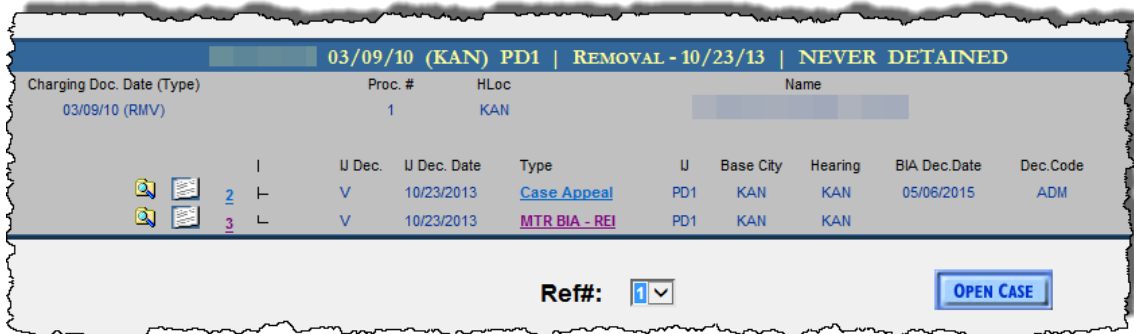 03/09/10 (KAN) PD1 | REMOVAL - 10/23/13 | NEVER DETAINED
Charging Doc. Date (Type) Proc. # HLoc Name
03/09/10 (RMV) 1 KAN
IJ Dec. IJ Dec. Date Type IJ Base City Hearing BIA Dec.Date Dec.Code
2 V 10/23/2013 Case Appeal PD1 KAN KAN 05/06/2015 ADM
3 V 10/23/2013 MTR BIA - REI PD1 KAN KAN
Ref#: 1 OPEN CASE